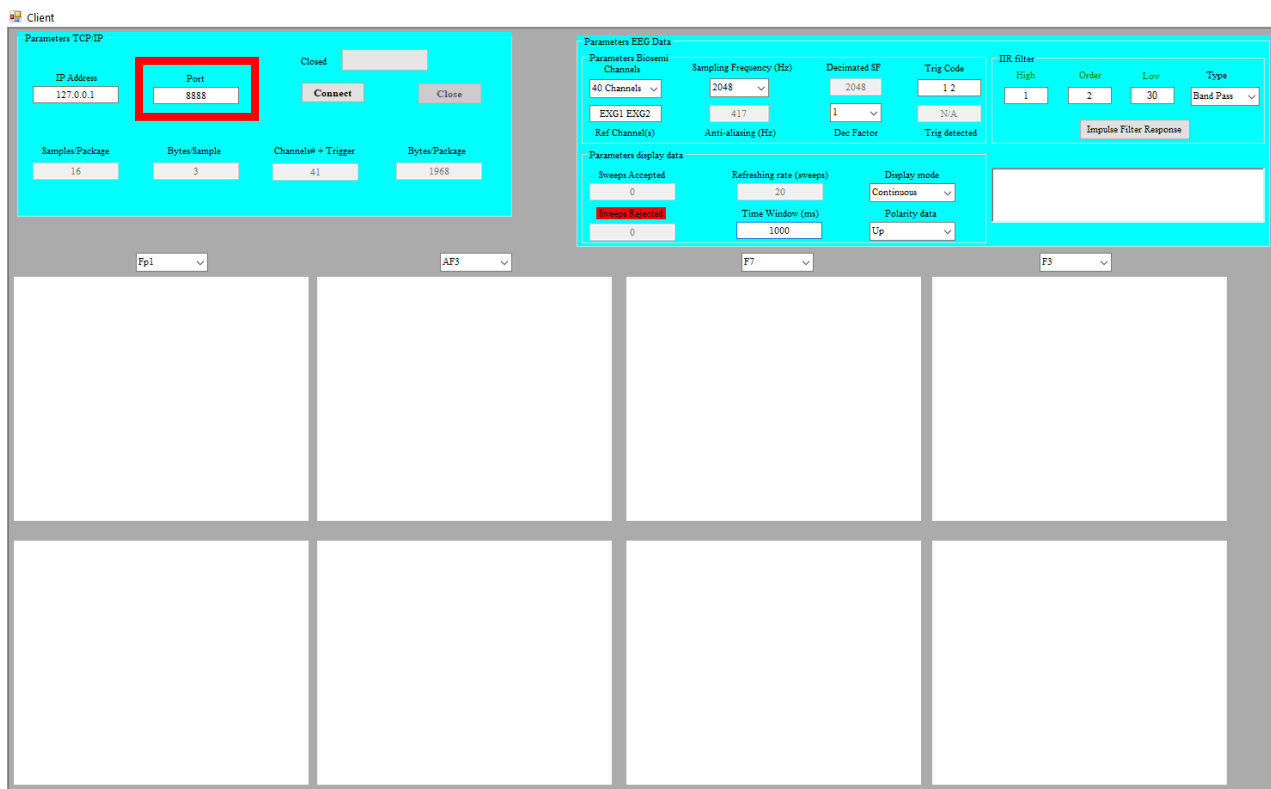 Client
Parameters TCP/IP
Closed
IP Address Port
127.0.0.1 8888 Connect Close
Samples/Package Bytes/Sample Channels# + Trigger Bytes/Package
16 3 41 1968
Parameters EEG Data
Parameters Biosemi
Channels Sampling Frequency (Hz) Decimated SF Trig Code
40 Channels 2048 2048 1 2
EXG1 EXG2 417 1 N/A
Ref Channel(s) Anti-aliasing (Hz) Dec Factor Trig detected
IIR filter
High Order Low Type
1 2 30 Band Pass
Impulse Filter Response
Parameters display data
Sweeps Accepted Refreshing rate (sweeps) Display mode
0 20 Continuous
Sweeps Rejected Time Window (ms) Polarity data
0 1000 Up
Fp1 AF3 F7 F3